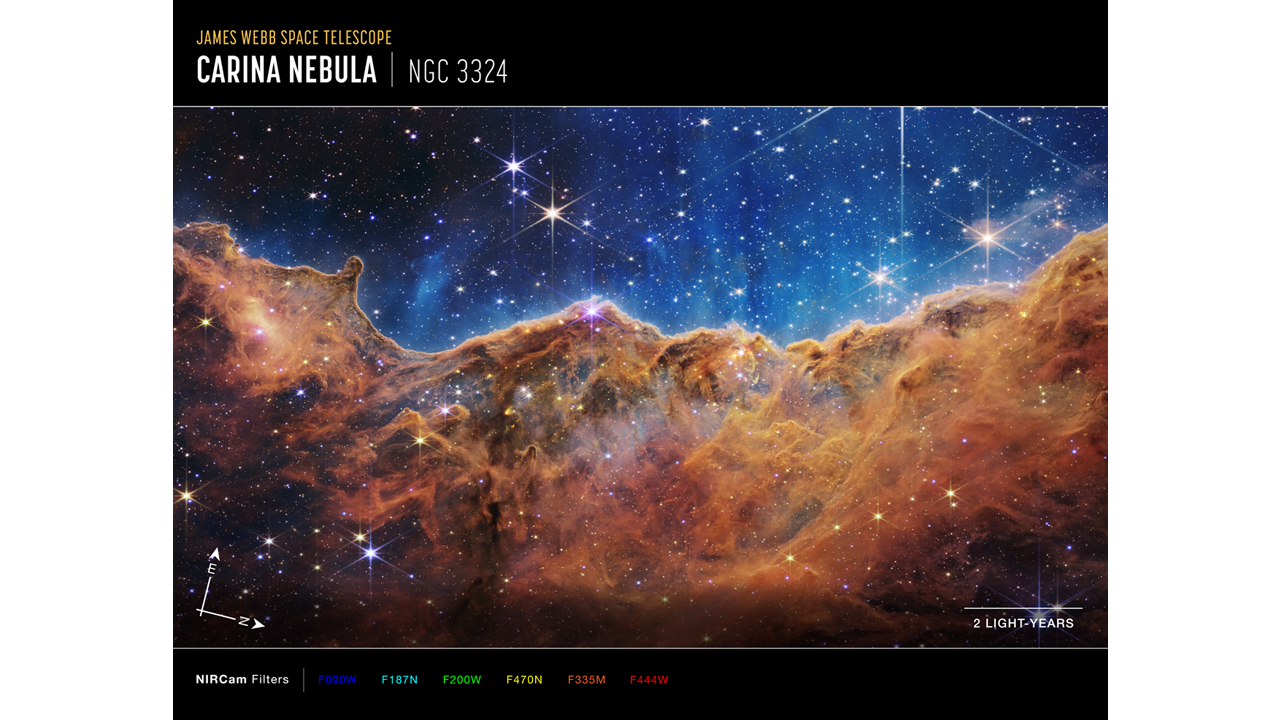 JAMES WEBB SPACE TELESCOPE
CARINA NEBULA | NGC 3324
E
N
2 LIGHT-YEARS
NIRCam Filters | F090W F187N F200W F470N F335M F444W